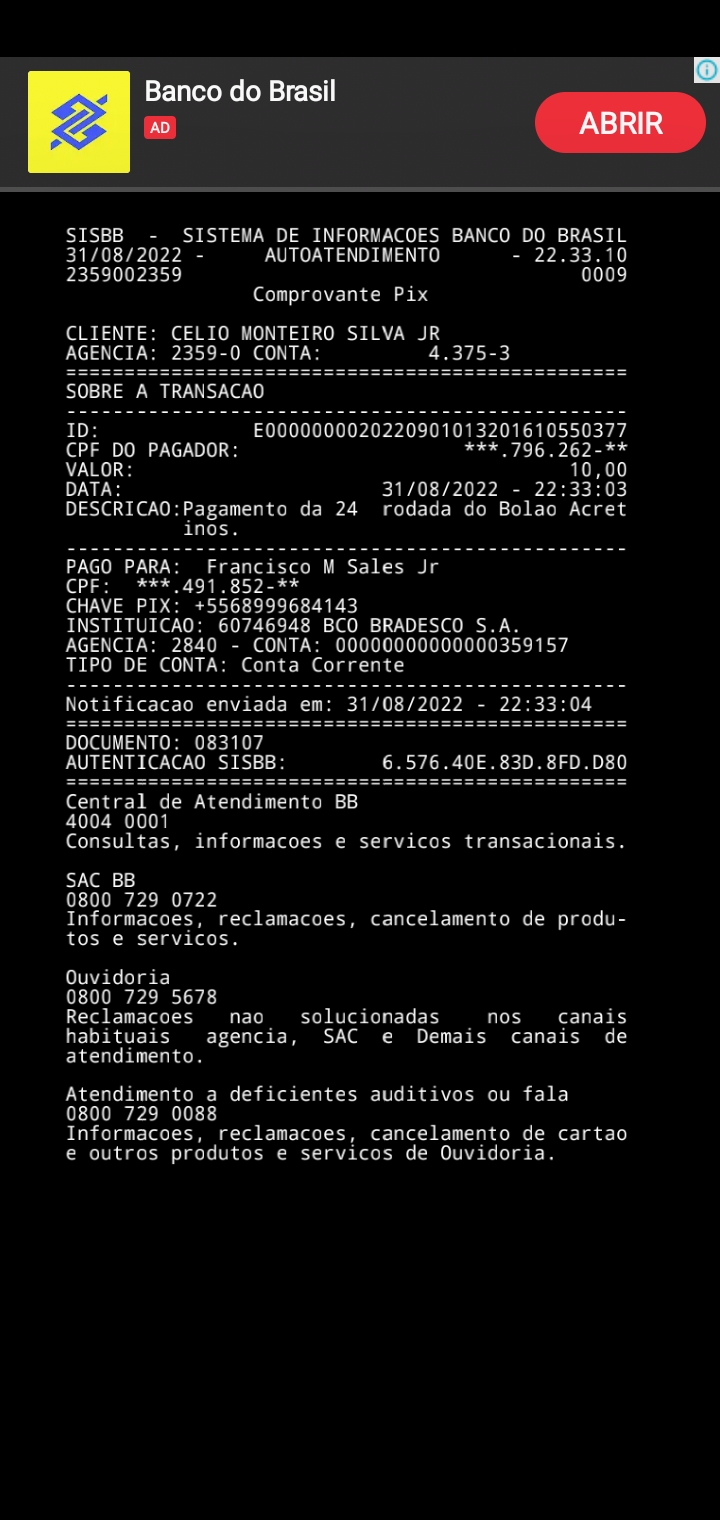 Banco do Brasil
AD
ABRIR
SISBB - SISTEMA DE INFORMACOES BANCO DO BRASIL
31/08/2022 - AUTOATENDIMENTO - 22.33.10
2359002359 0009
Comprovante Pix
CLIENTE: CELIO MONTEIRO SILVA JR
AGENCIA: 2359-0 CONTA: 4.375-3
================================================
SOBRE A TRANSACAO
------------------------------------------------
ID: E0000000020220901013201610550377
CPF DO PAGADOR: ***.796.262-**
VALOR: 10,00
DATA: 31/08/2022 - 22:33:03
DESCRICAO:Pagamento da 24 rodada do Bolao Acret
inos.
------------------------------------------------
PAGO PARA: Francisco M Sales Jr
CPF: ***.491.852-**
CHAVE PIX: +5568999684143
INSTITUICAO: 60746948 BCO BRADESCO S.A.
AGENCIA: 2840 - CONTA: 00000000000000359157
TIPO DE CONTA: Conta Corrente
------------------------------------------------
Notificacao enviada em: 31/08/2022 - 22:33:04
================================================
DOCUMENTO: 083107
AUTENTICACAO SISBB: 6.576.40E.83D.8FD.D80
================================================
Central de Atendimento BB
4004 0001
Consultas, informacoes e servicos transacionais.
SAC BB
0800 729 0722
Informacoes, reclamacoes, cancelamento de produ-
tos e servicos.
Ouvidoria
0800 729 5678
Reclamacoes nao solucionadas nos canais
habituais agencia, SAC e Demais canais de
atendimento.
Atendimento a deficientes auditivos ou fala
0800 729 0088
Informacoes, reclamacoes, cancelamento de cartao
e outros produtos e servicos de Ouvidoria.